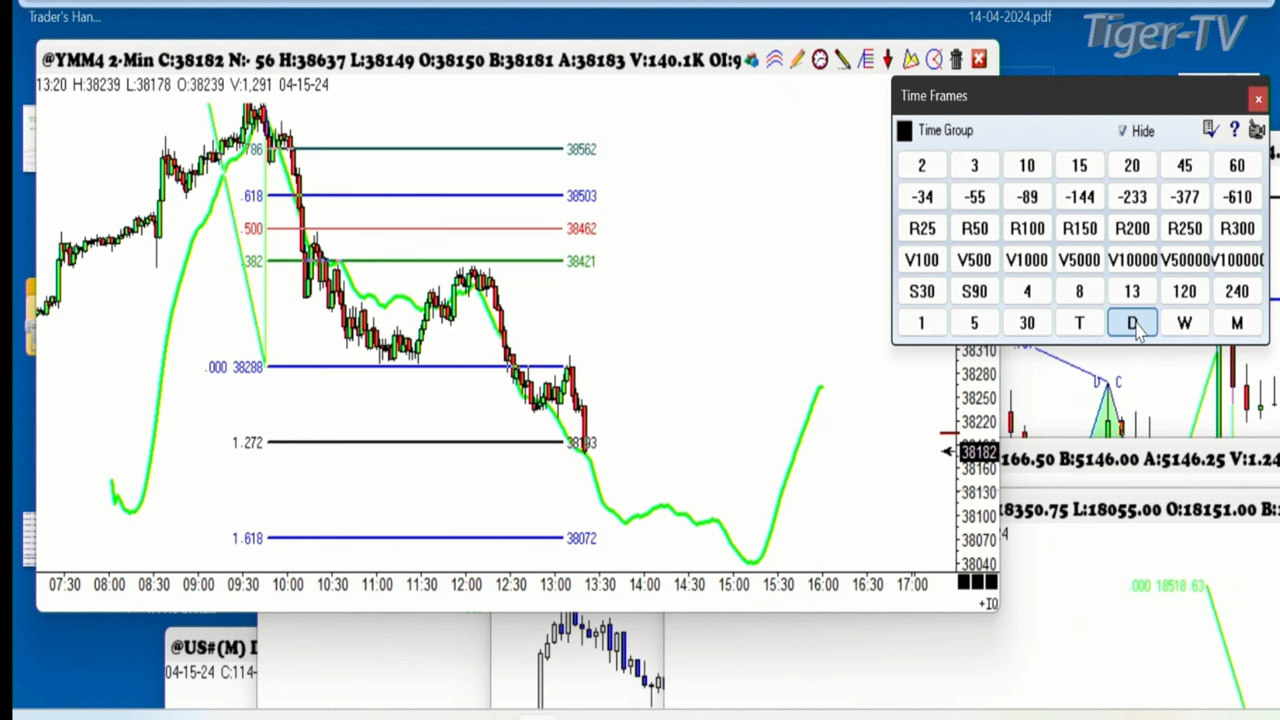 Trader's Han...
14-04-2024.pdf
Tiger-TV
@YMM4 2-Min C:38182 N:- 56 H:38637 L:38149 O:38150 B:38181 A:38183 V:140.1K OI:9
13:20 H:38239 L:38178 O:38239 V:1,291 04-15-24
Time Frames
Time Group
Hide
2 3 10 15 20 45 60
-34 -55 -89 -144 -233 -377 -610
R25 R50 R100 R150 R200 R250 R300
V100 V500 V1000 V5000 V10000 V50000 V100000
S30 S90 4 8 13 120 240
1 5 30 T D W M
786 38562
.618 38503
.500 38462
.382 38421
.000 38288
1.272 38193
1.618 38072
38310
38280
38250
38220
38182
38160
38130
38100
38070
38040
07:30 08:00 08:30 09:00 09:30 10:00 10:30 11:00 11:30 12:00 12:30 13:00 13:30 14:00 14:30 15:00 15:30 16:00 16:30 17:00
+IQ
C
166.50 B:5146.00 A:5146.25 V:1.24
18350.75 L:18055.00 O:18151.00 B:
.000 18518.63
@US#(M) I
04-15-24 C:114-